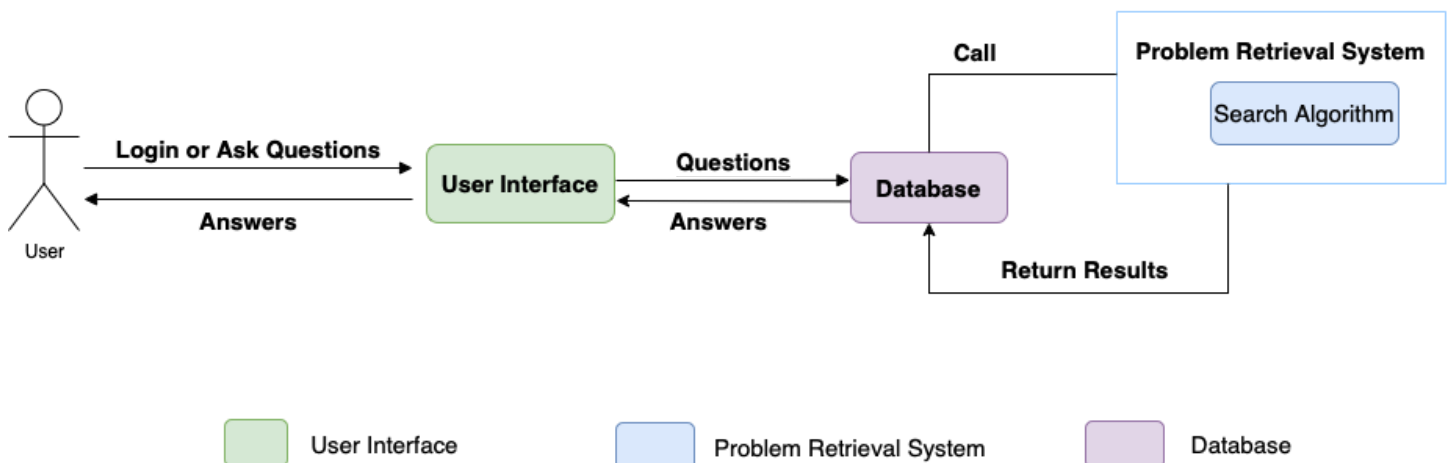 Call
Problem Retrieval System
Search Algorithm
Login or Ask Questions
User Interface
Questions
Database
Answers
Answers
User
Return Results
User Interface
Problem Retrieval System
Database